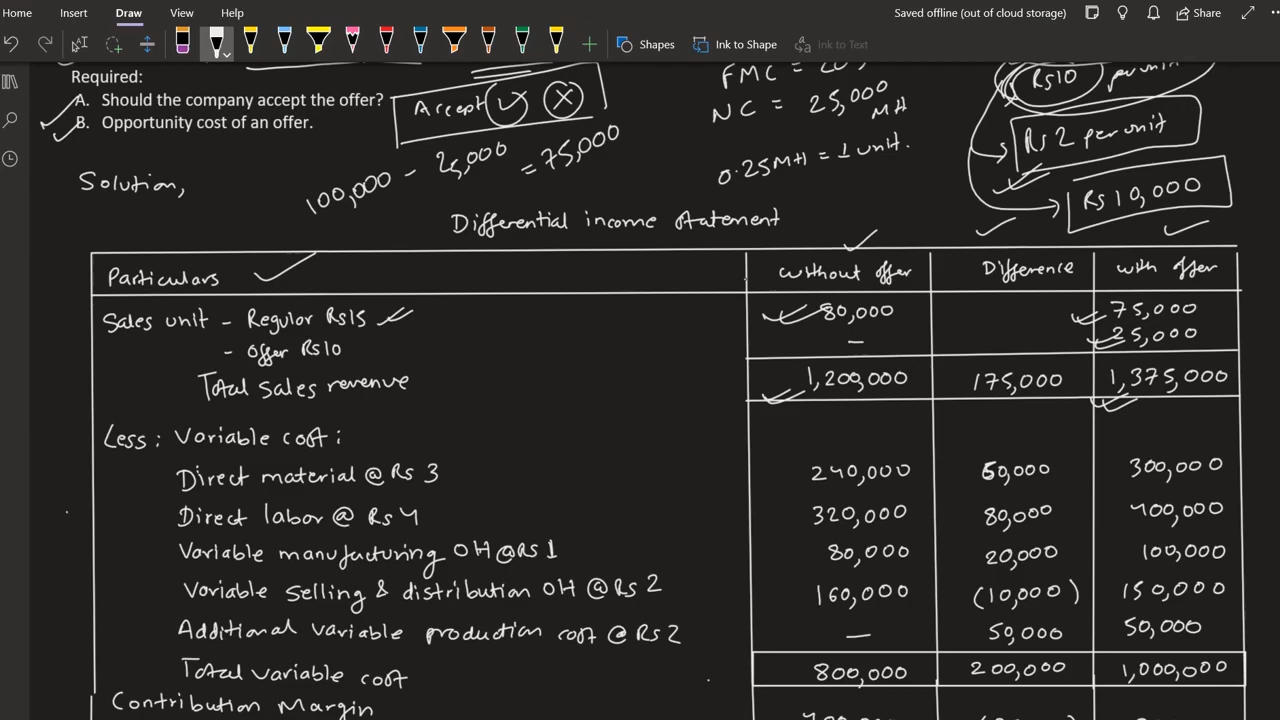 Home Insert Draw View Help Saved offline (out of cloud storage) Share
Shapes Ink to Shape Ink to Text
Required:
A. Should the company accept the offer?
B. Opportunity cost of an offer.
Accept
FMC =
NC = 25,000 MH
0.25MH = 1 unit.
Rs10 per unit
Rs 2 per unit
Rs 10,000
Solution,
100,000 - 25,000 = 75,000
Differential income statement
Particulars without offer Difference with offer
Sales unit - Regular Rs15 80,000 75,000
- Offer Rs10 — 25,000
Total Sales revenue 1,200,000 175,000 1,375,000
Less: Variable cost:
Direct material @ Rs 3 240,000 60,000 300,000
Direct labor @ Rs 4 320,000 80,000 400,000
Variable manufacturing OH @Rs 1 80,000 20,000 100,000
Variable selling & distribution OH @ Rs 2 160,000 (10,000) 150,000
Additional variable production cost @ Rs 2 — 50,000 50,000
Total variable cost 800,000 200,000 1,000,000
Contribution Margin